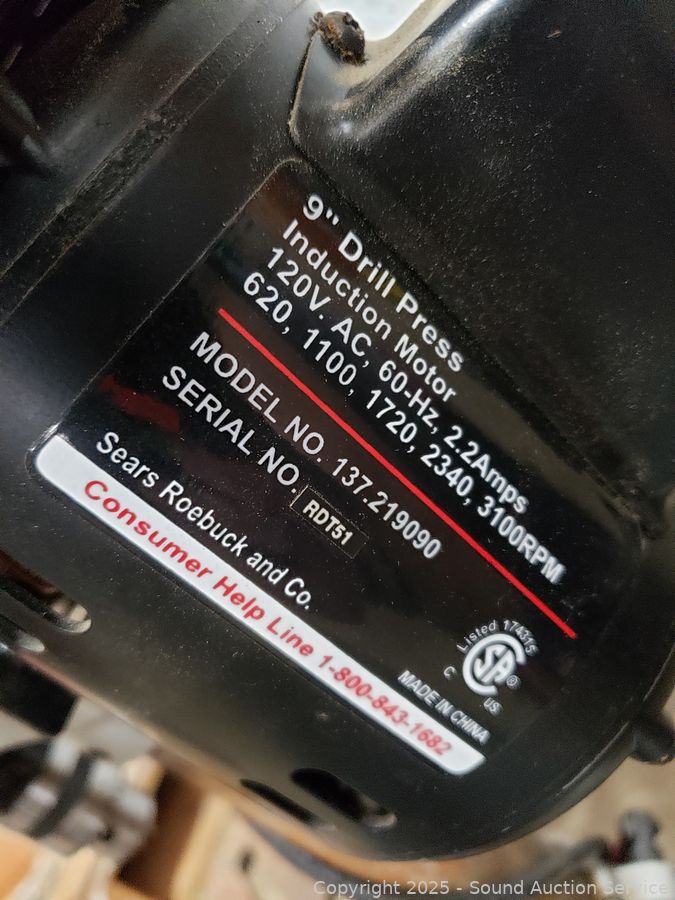 9" Drill Press
Induction Motor
120V. AC, 60-Hz, 2.2Amps
620, 1100, 1720, 2340, 3100RPM
MODEL NO. 137.219090
SERIAL NO. RDT51
Sears Roebuck and Co.
Consumer Help Line 1-800-843-1682
Listed 174315
C SA® US
MADE IN CHINA
Copyright 2025 - Sound Auction Service